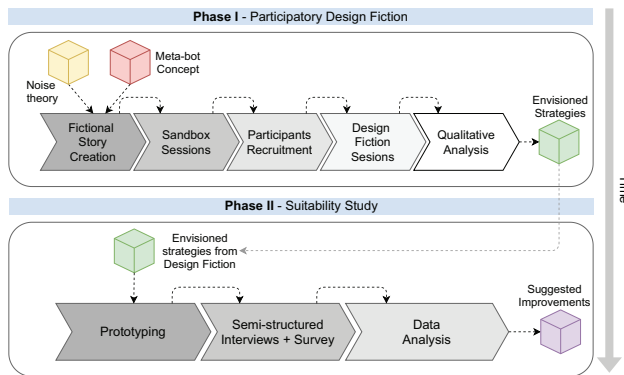 Phase I - Participatory Design Fiction
Noise
theory
Meta-bot
Concept
Fictional
Story
Creation
Sandbox
Sessions
Participants
Recruitment
Design
Fiction
Sesions
Qualitative
Analysis
Envisioned
Strategies
Time
Phase II - Suitability Study
Envisioned
strategies from
Design Fiction
Prototyping
Semi-structured
Interviews + Survey
Data
Analysis
Suggested
Improvements